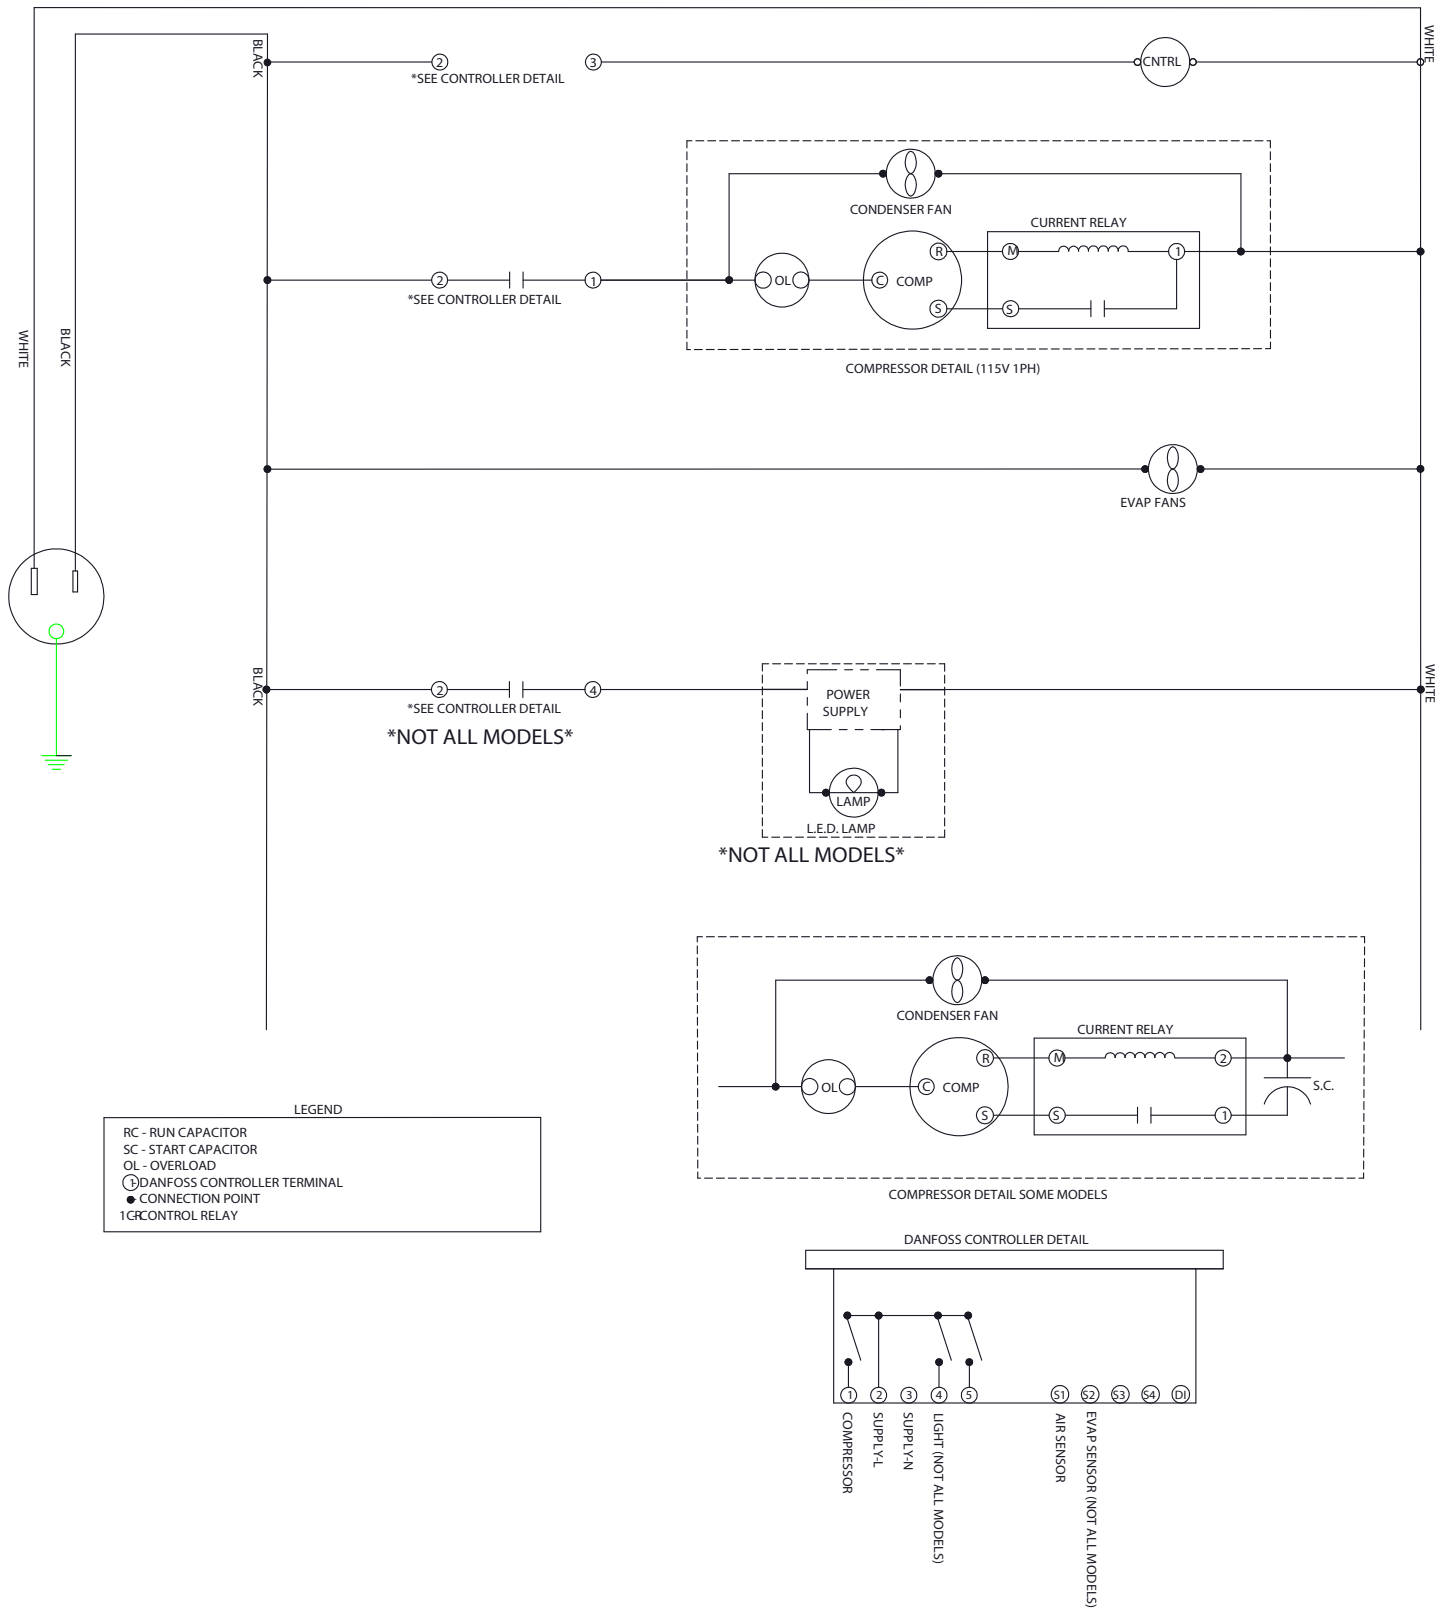 BLACK
WHITE
2
3
CNTRL
*SEE CONTROLLER DETAIL
CONDENSER FAN
CURRENT RELAY
R
M
1
2
1
OL
C
COMP
*SEE CONTROLLER DETAIL
S
S
COMPRESSOR DETAIL (115V 1PH)
WHITE
BLACK
EVAP FANS
BLACK
WHITE
2
4
*SEE CONTROLLER DETAIL
*NOT ALL MODELS*
POWER
SUPPLY
LAMP
L.E.D. LAMP
*NOT ALL MODELS*
CONDENSER FAN
CURRENT RELAY
R
M
2
OL
C
COMP
S.C.
S
S
1
COMPRESSOR DETAIL SOME MODELS
LEGEND
RC - RUN CAPACITOR
SC - START CAPACITOR
OL - OVERLOAD
1 - DANFOSS CONTROLLER TERMINAL
- CONNECTION POINT
1CR - CONTROL RELAY
DANFOSS CONTROLLER DETAIL
1
2
3
4
5
S1
S2
S3
S4
DI
COMPRESSOR
SUPPLY-L
SUPPLY-N
LIGHT (NOT ALL MODELS)
AIR SENSOR
EVAP SENSOR (NOT ALL MODELS)